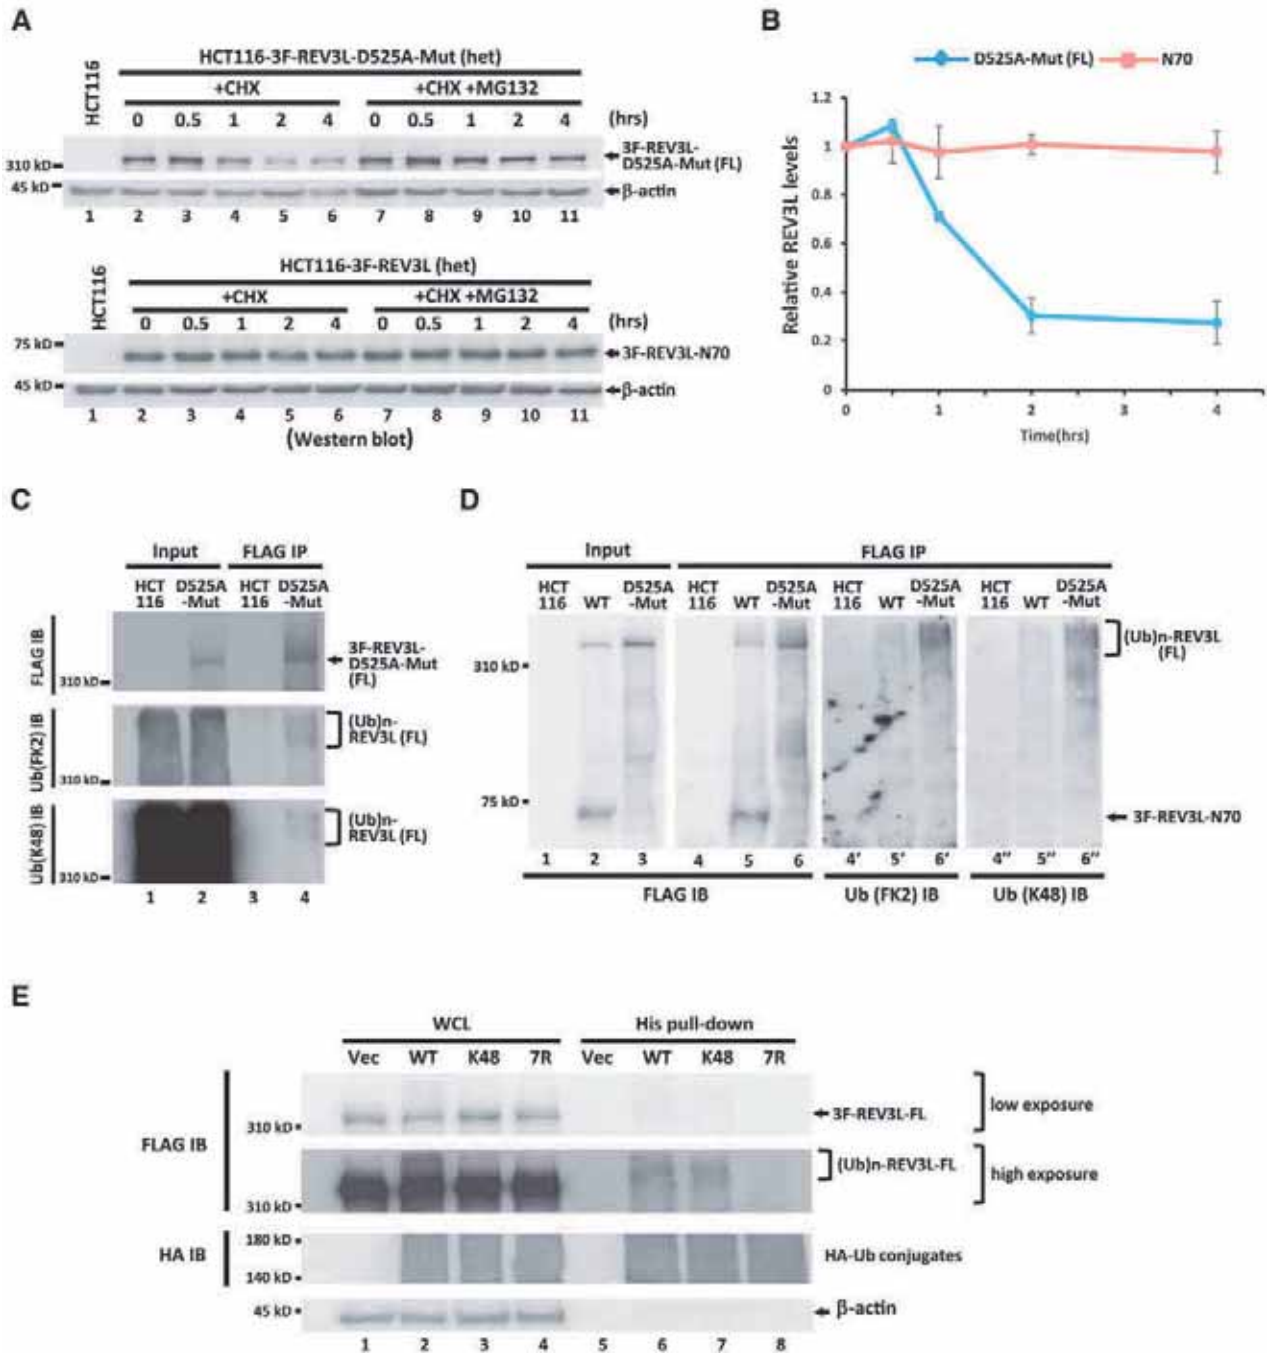 A
HCT116-3F-REV3L-D525A-Mut (het)
HCT116
+CHX
+CHX +MG132
0 0.5 1 2 4 0 0.5 1 2 4 (hrs)
310 kD
3F-REV3L-
D525A-Mut (FL)
45 kD
β-actin
1 2 3 4 5 6 7 8 9 10 11
HCT116-3F-REV3L (het)
HCT116
+CHX
+CHX +MG132
0 0.5 1 2 4 0 0.5 1 2 4 (hrs)
75 kD
3F-REV3L-N70
45 kD
β-actin
1 2 3 4 5 6 7 8 9 10 11
(Western blot)
B
D525A-Mut (FL) N70
Relative REV3L levels
1.2
1
0.8
0.6
0.4
0.2
0
0 1 2 3 4
Time(hrs)
C
Input FLAG IP
HCT D525A HCT D525A
116 -Mut 116 -Mut
FLAG IB
310 kD
3F-REV3L-
D525A-Mut
(FL)
Ub(FK2) IB
310 kD
(Ub)n-
REV3L (FL)
Ub(K48) IB
310 kD
(Ub)n-
REV3L (FL)
1 2 3 4
D
Input FLAG IP
HCT D525A HCT D525A HCT D525A HCT D525A
116 WT -Mut 116 WT -Mut 116 WT -Mut 116 WT -Mut
310 kD
(Ub)n-REV3L
(FL)
75 kD
3F-REV3L-N70
1 2 3 4 5 6 4' 5' 6' 4'' 5'' 6''
FLAG IB Ub (FK2) IB Ub (K48) IB
E
WCL His pull-down
Vec WT K48 7R Vec WT K48 7R
FLAG IB
310 kD
3F-REV3L-FL
low exposure
310 kD
(Ub)n-REV3L-FL
high exposure
HA IB
180 kD
140 kD
HA-Ub conjugates
45 kD
β-actin
1 2 3 4 5 6 7 8